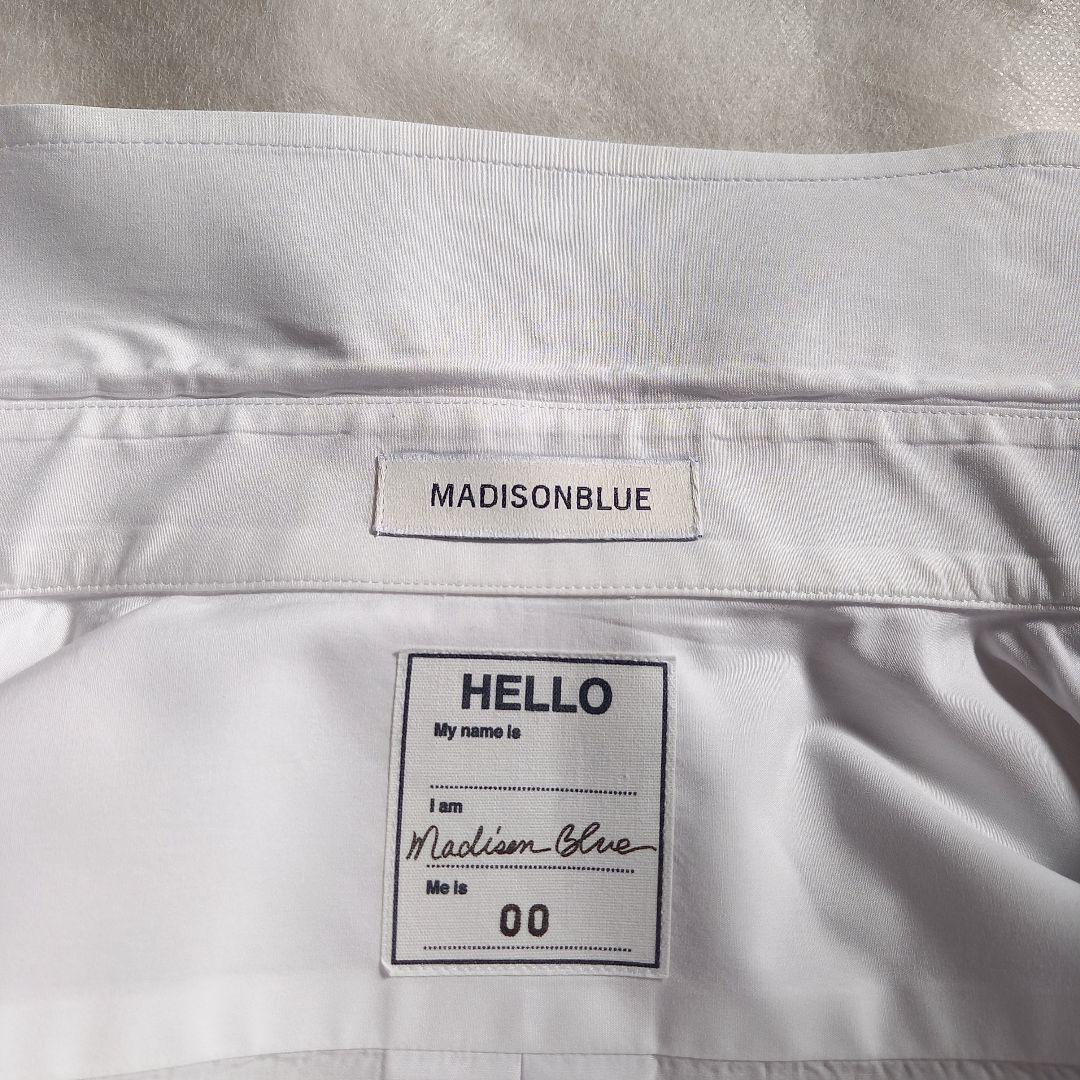 MADISONBLUE
HELLO
My name is
I am
Madison Blue
Me is
00